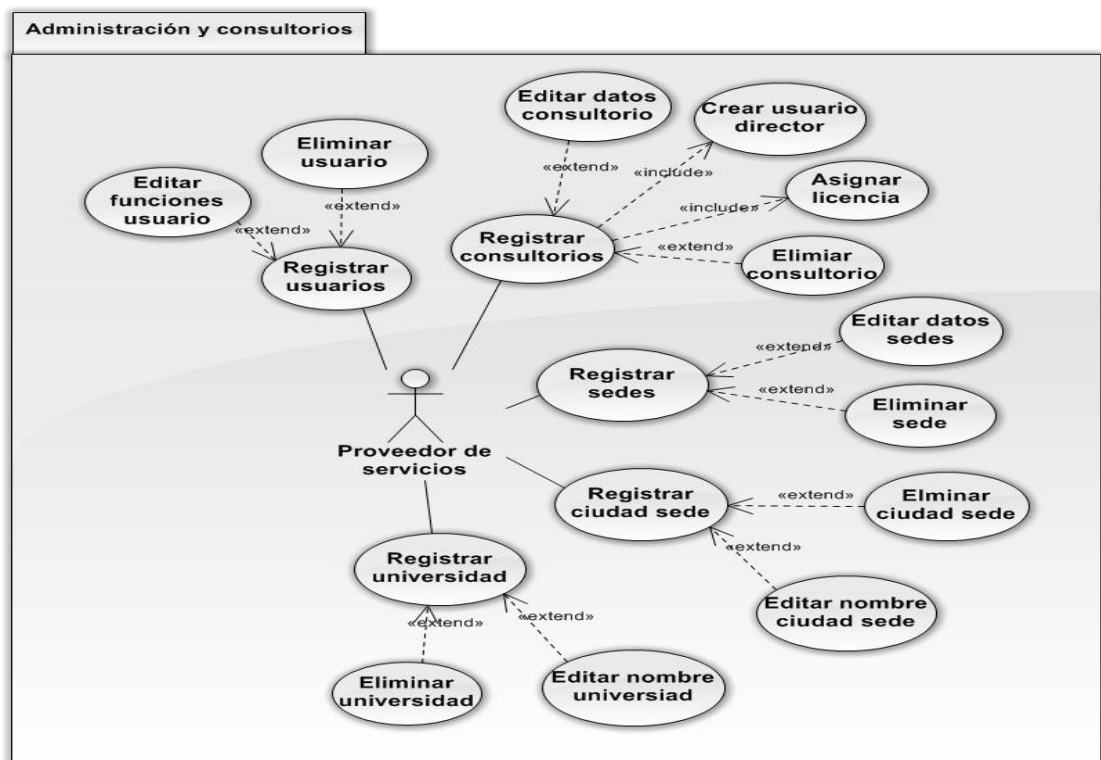 Administración y consultorios
Editar datos
consultorio
Crear usuario
director
Eliminar
usuario
«extend»
«include»
Editar
funciones
usuario
Asignar
licencia
«extend»
«include»
«extend»
Registrar
consultorios
«extend»
Elimiar
consultorio
Registrar
usuarios
Editar datos
sedes
«extend»
Registrar
sedes
«extend»
Eliminar
sede
Proveedor de
servicios
Registrar
ciudad sede
«extend»
Elminar
ciudad sede
«extend»
Registrar
universidad
Editar nombre
ciudad sede
«extend»
«extend»
Eliminar
universidad
Editar nombre
universiad